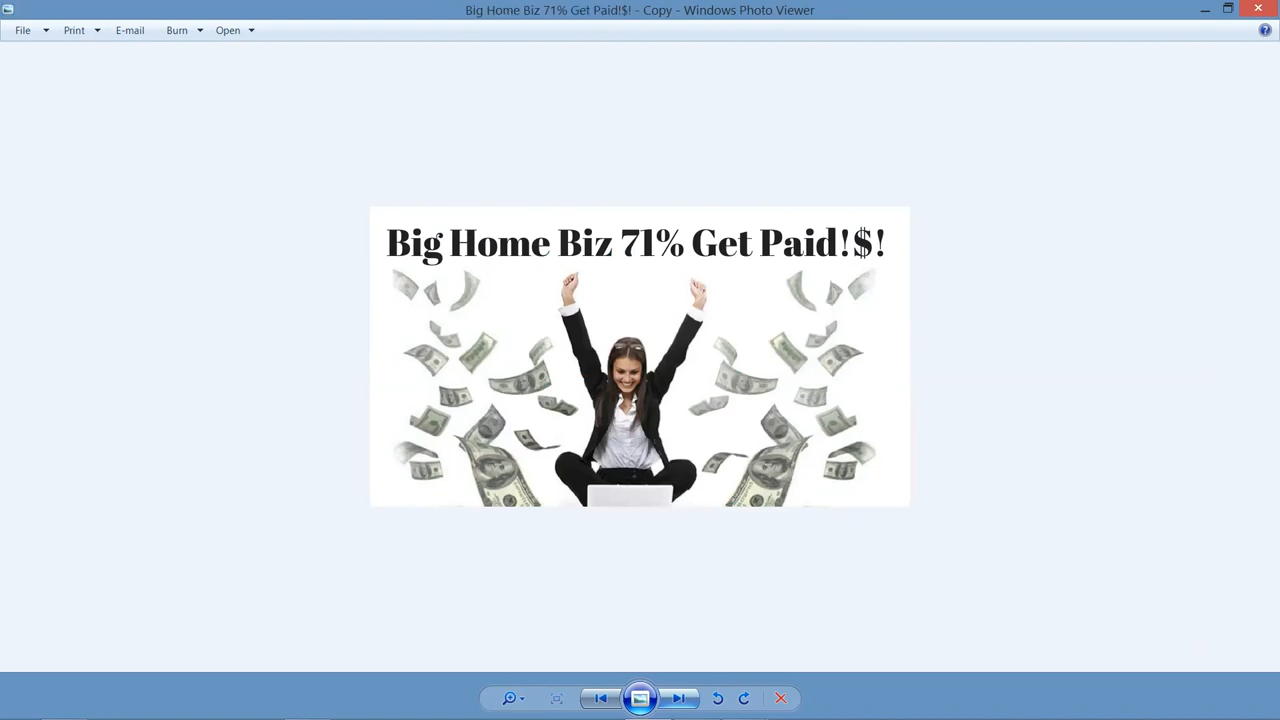 Big Home Biz 71% Get Paid!$! - Copy - Windows Photo Viewer
File Print E-mail Burn Open
Big Home Biz 71% Get Paid!$!